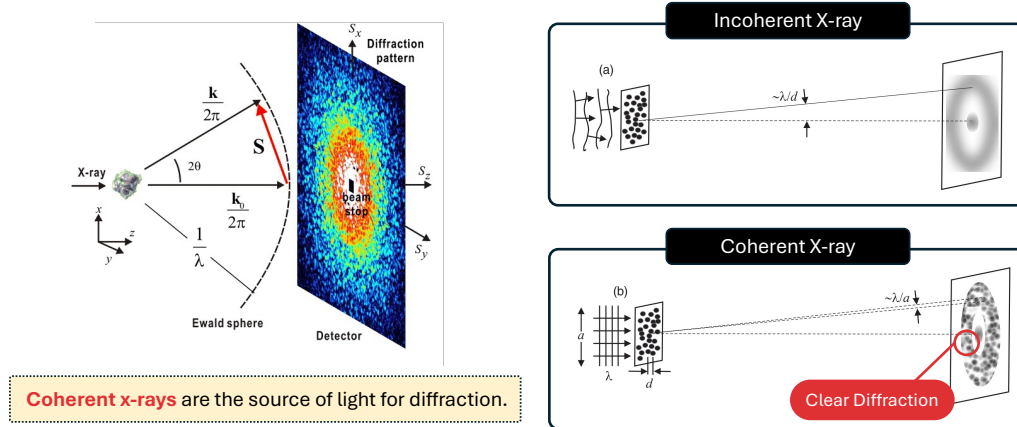 S_x
Diffraction
pattern
k
2π
S
2θ
X-ray
k_0
2π
beam
stop
S_z
S_y
x
z
y
1
λ
Ewald sphere
Detector
Coherent x-rays are the source of light for diffraction.
Incoherent X-ray
(a)
~λ/d
Coherent X-ray
(b)
~λ/a
a
λ
d
Clear Diffraction